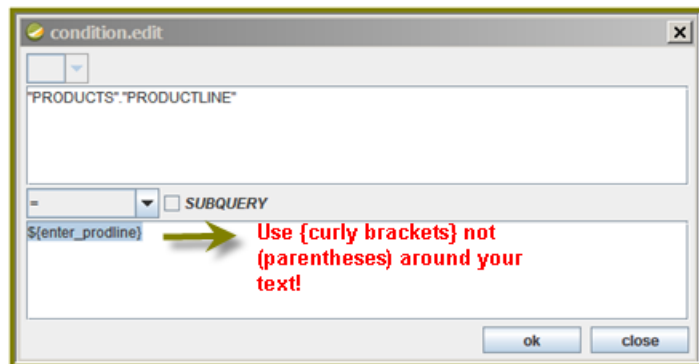 condition.edit
"PRODUCTS"."PRODUCTLINE"
= SUBQUERY
${enter_prodline} Use {curly brackets} not
(parentheses) around your
text!
ok close